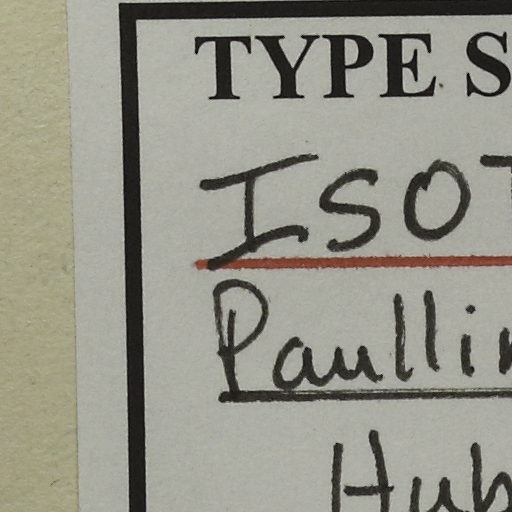 TYPE S
ISOT
Paullin
Hub